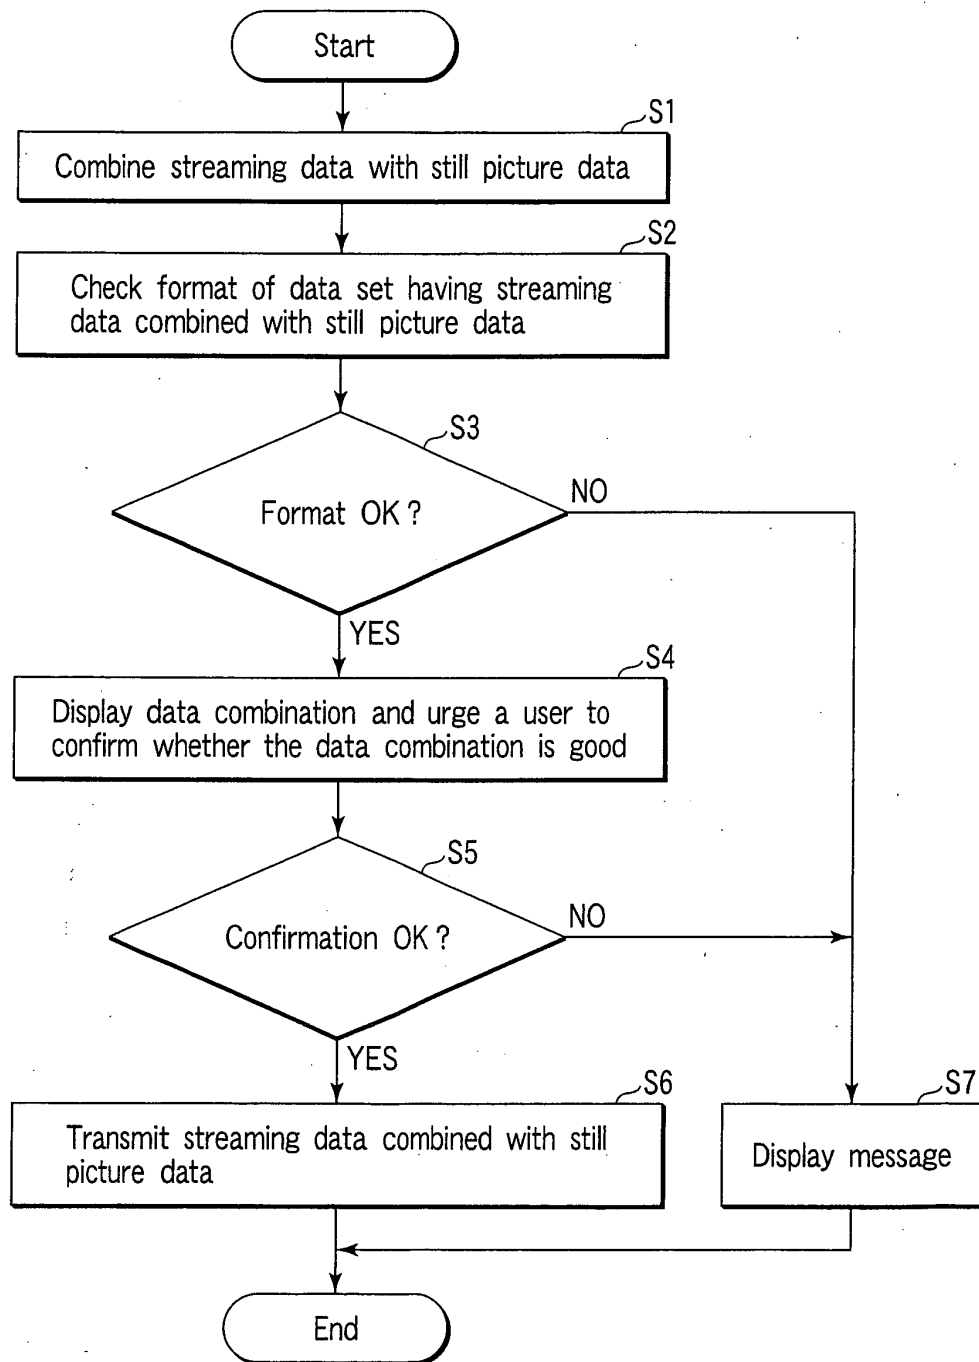 Start
S1
Combine streaming data with still picture data
S2
Check format of data set having streaming
data combined with still picture data
S3
Format OK?
NO
YES
S4
Display data combination and urge a user to
confirm whether the data combination is good
S5
Confirmation OK?
NO
YES
S6
Transmit streaming data combined with still
picture data
S7
Display message
End